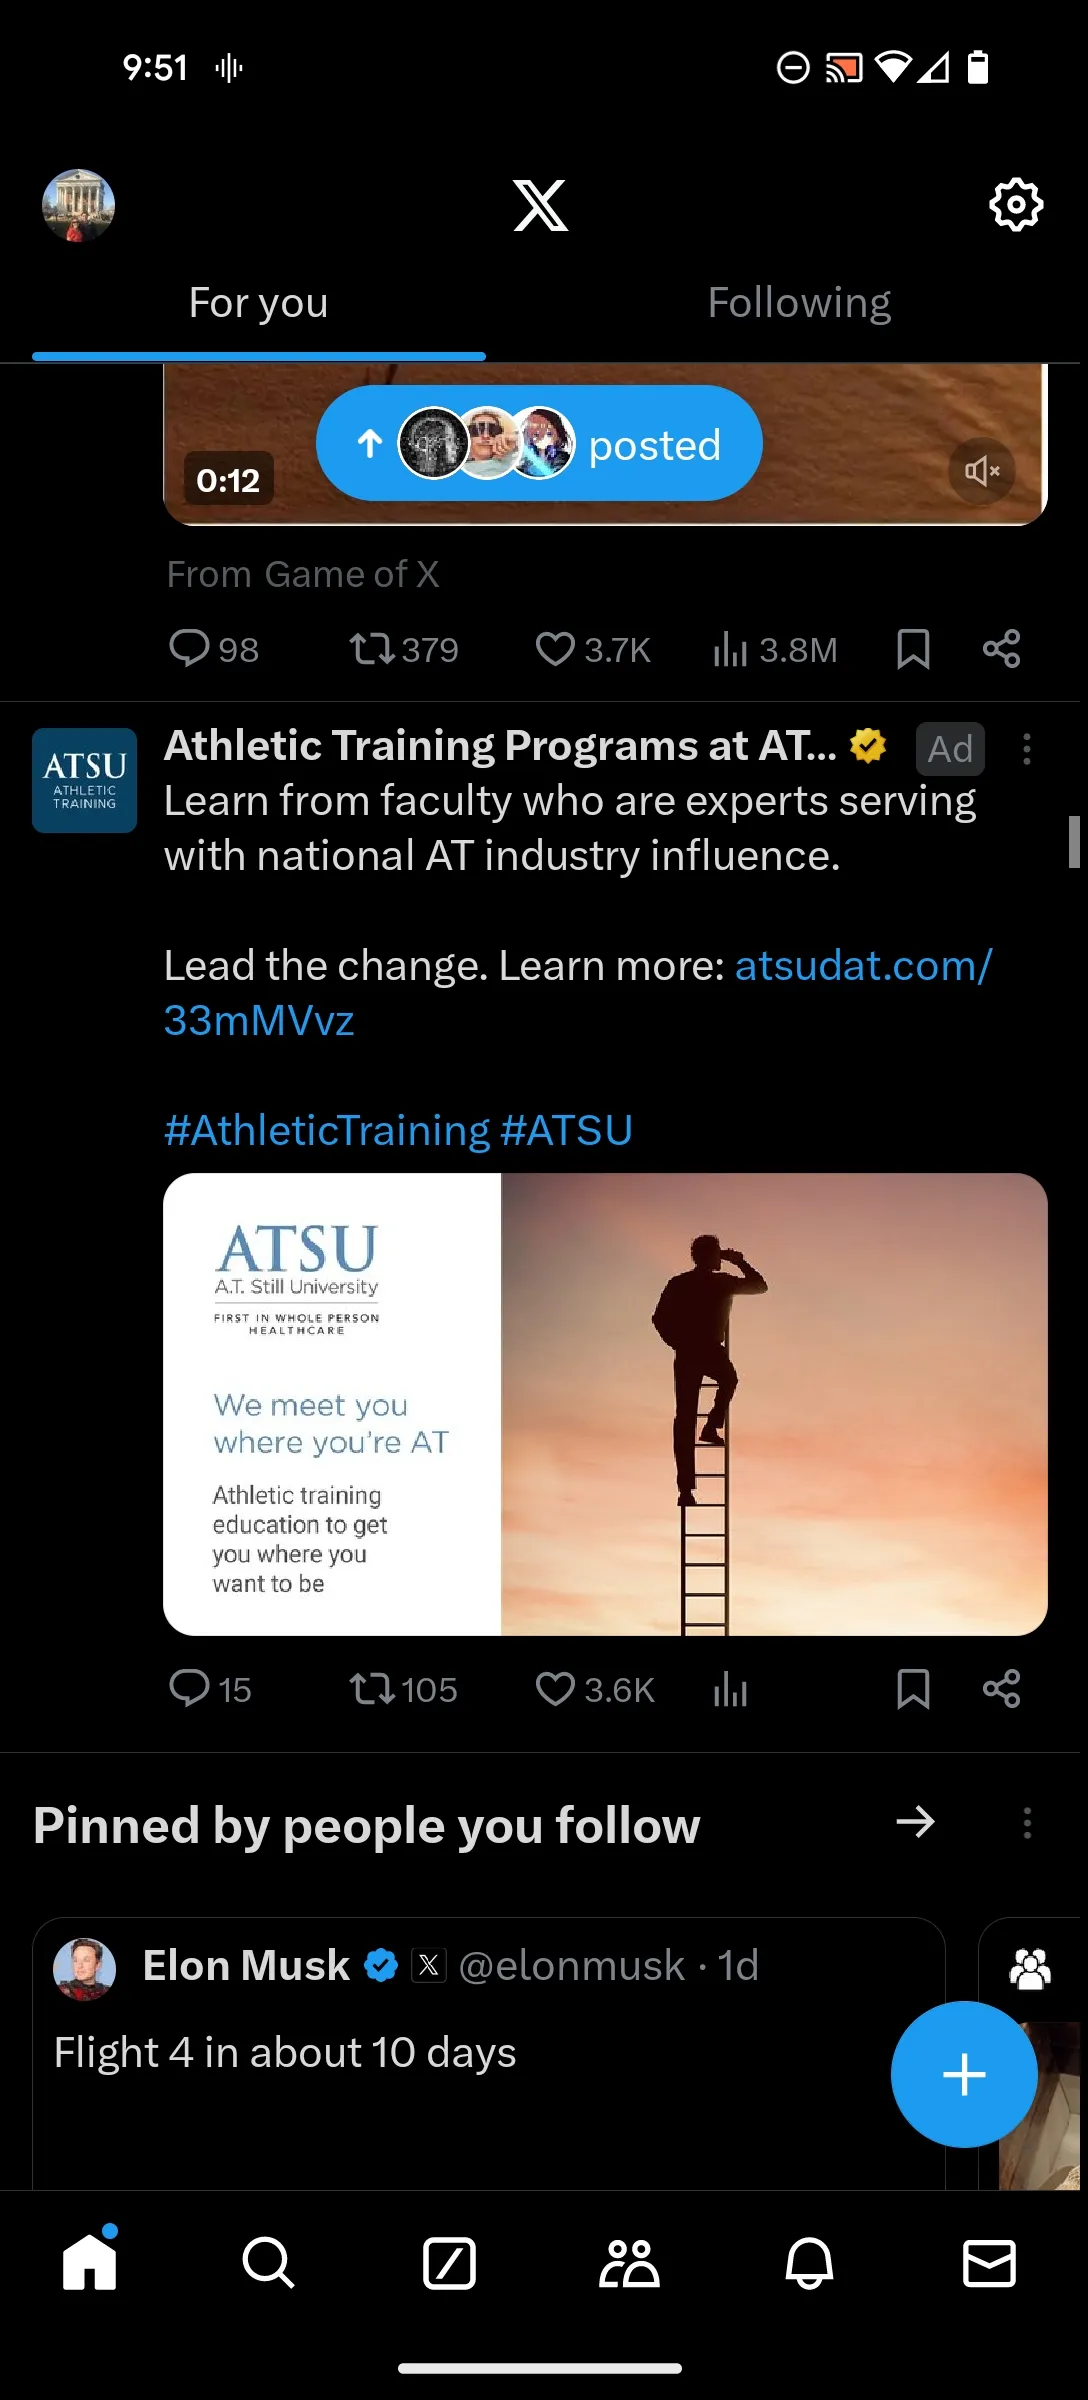 9:51
For you
Following
posted
0:12
From Game of X
98 379 3.7K 3.8M
ATSU
ATHLETIC
TRAINING
Athletic Training Programs at AT... Ad
Learn from faculty who are experts serving
with national AT industry influence.
Lead the change. Learn more: atsudat.com/
33mMVvz
#AthleticTraining #ATSU
ATSU
A.T. Still University
FIRST IN WHOLE PERSON
HEALTHCARE
We meet you
where you're AT
Athletic training
education to get
you where you
want to be
15 105 3.6K
Pinned by people you follow
Elon Musk @elonmusk · 1d
Flight 4 in about 10 days